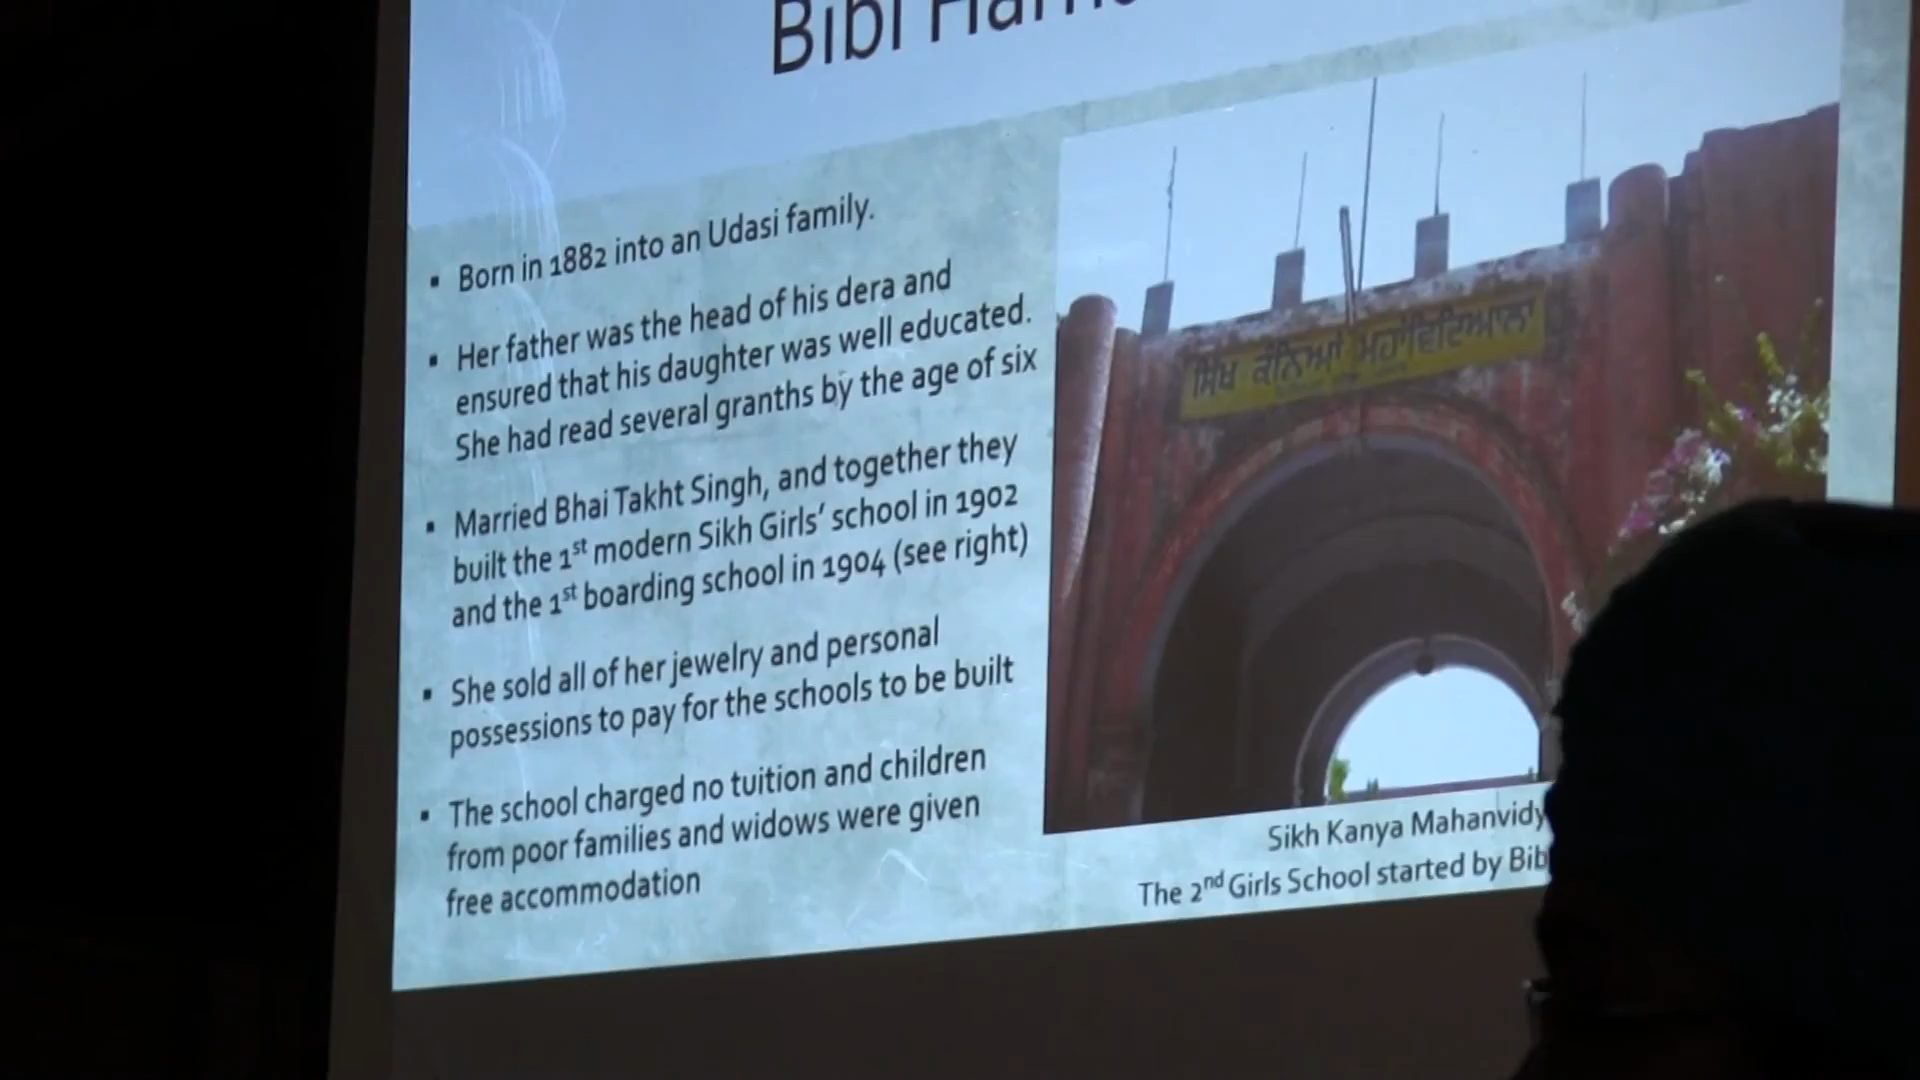 Bibi
▪ Born in 1882 into an Udasi family.
▪ Her father was the head of his dera and
ensured that his daughter was well educated.
She had read several granths by the age of six
▪ Married Bhai Takht Singh, and together they
built the 1st modern Sikh Girls' school in 1902
and the 1st boarding school in 1904 (see right)
▪ She sold all of her jewelry and personal
possessions to pay for the schools to be built
▪ The school charged no tuition and children
from poor families and widows were given
free accommodation
ਸਿੱਖ ਕੰਨਿਆਂ ਮਹਾਂਵਿਦਿਆਲਾ
Sikh Kanya Mahanvidy
The 2nd Girls School started by Bib